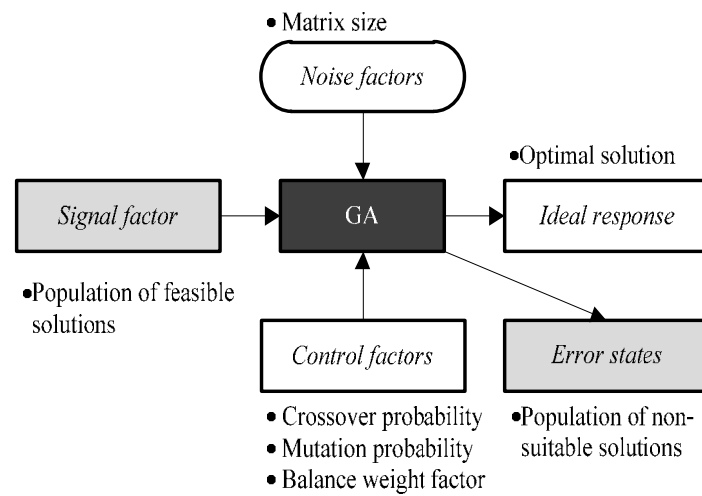 • Matrix size
Noise factors
•Optimal solution
Signal factor
GA
Ideal response
•Population of feasible
solutions
Control factors
Error states
• Crossover probability
• Mutation probability
• Balance weight factor
•Population of non-
suitable solutions